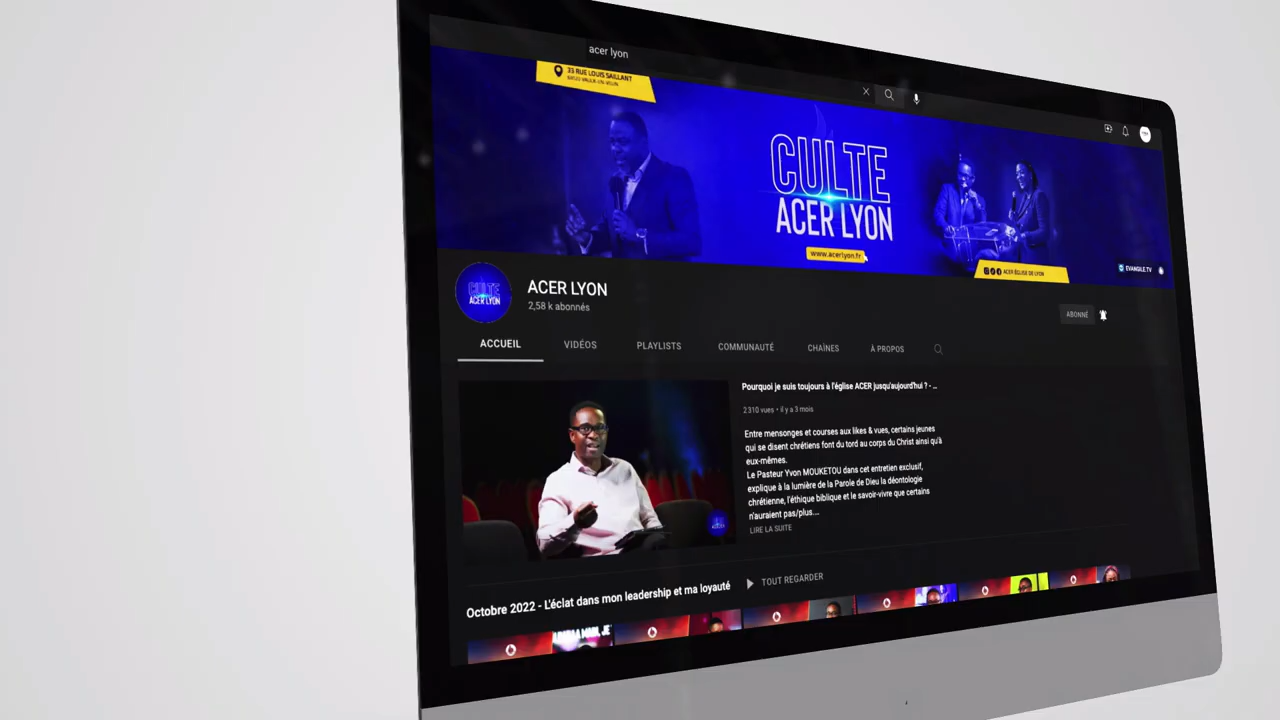 acer lyon
33 RUE LOUIS SAILLANT
CULTE
ACER LYON
www.acerlyon.fr
ACER ÉGLISE DE LYON
EVANGILE.TV
CULTE
ACER LYON
ACER LYON
2,58 k abonnés
ABONNÉ
ACCUEIL
VIDÉOS
PLAYLISTS
COMMUNAUTÉ
CHAÎNES
À PROPOS
Pourquoi je suis toujours à l'église ACER jusqu'aujourd'hui ? - ...
2 310 vues • il y a 3 mois
Entre mensonges et courses aux likes & vues, certains jeunes
qui se disent chrétiens font du tord au corps du Christ ainsi qu'à
eux-mêmes.
Le Pasteur Yvon MOUKETOU dans cet entretien exclusif,
explique à la lumière de la Parole de Dieu la déontologie
chrétienne, l'éthique biblique et le savoir-vivre que certains
n'auraient pas/plus....
LIRE LA SUITE
Octobre 2022 - L'éclat dans mon leadership et ma loyauté
TOUT REGARDER